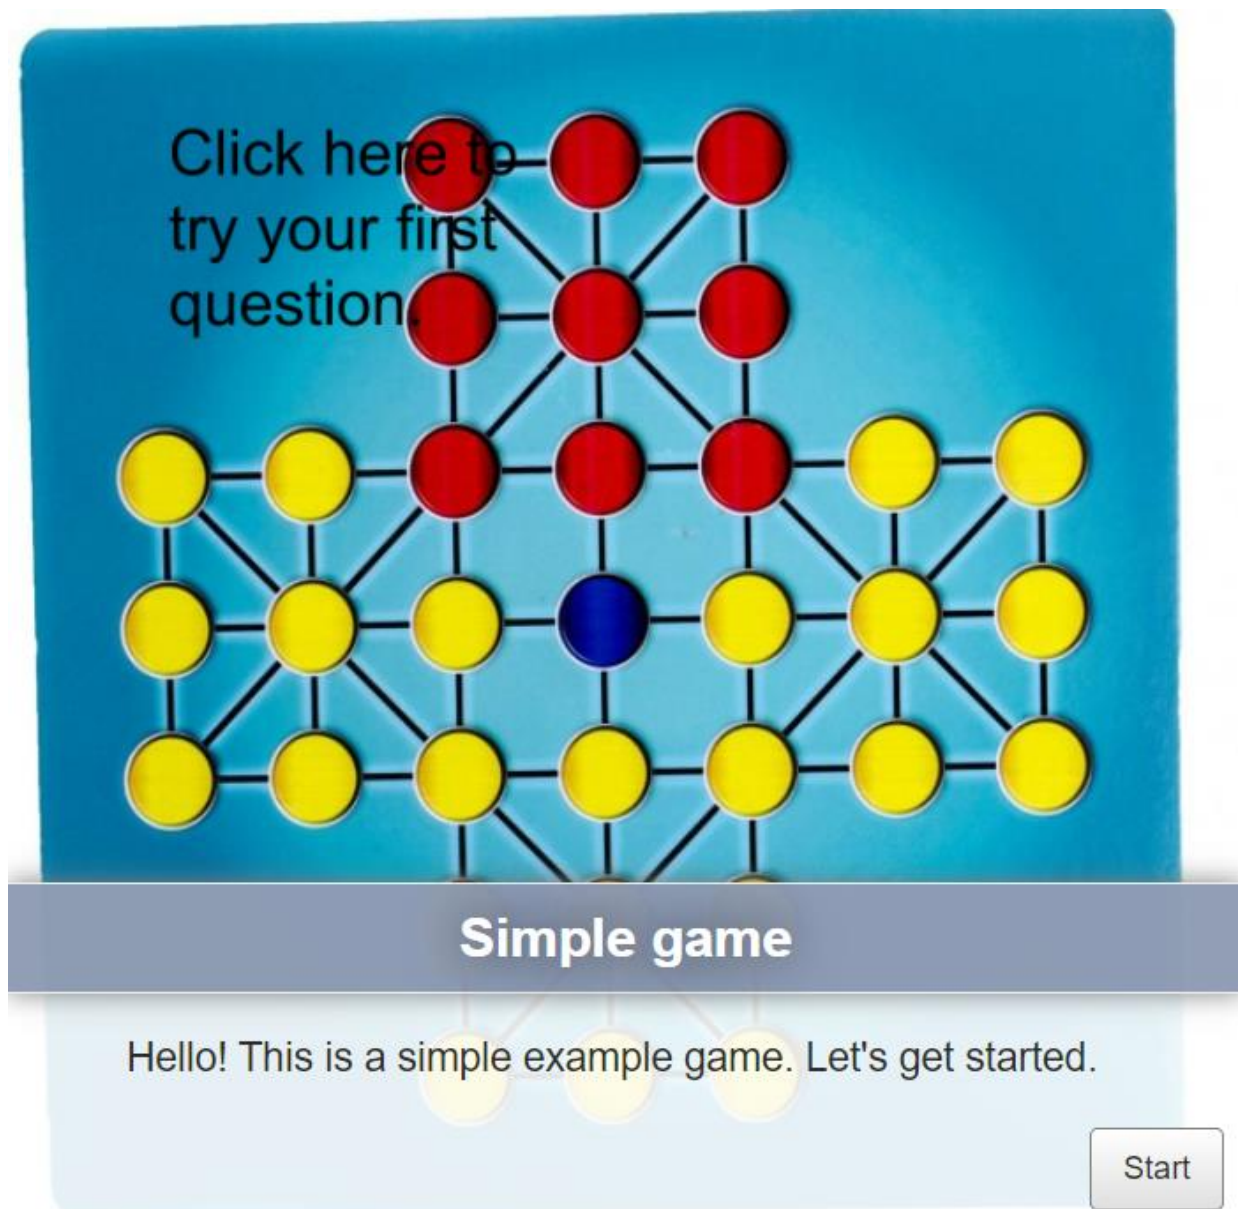 Click here to
try your first
question.
Simple game
Hello! This is a simple example game. Let's get started.
Start